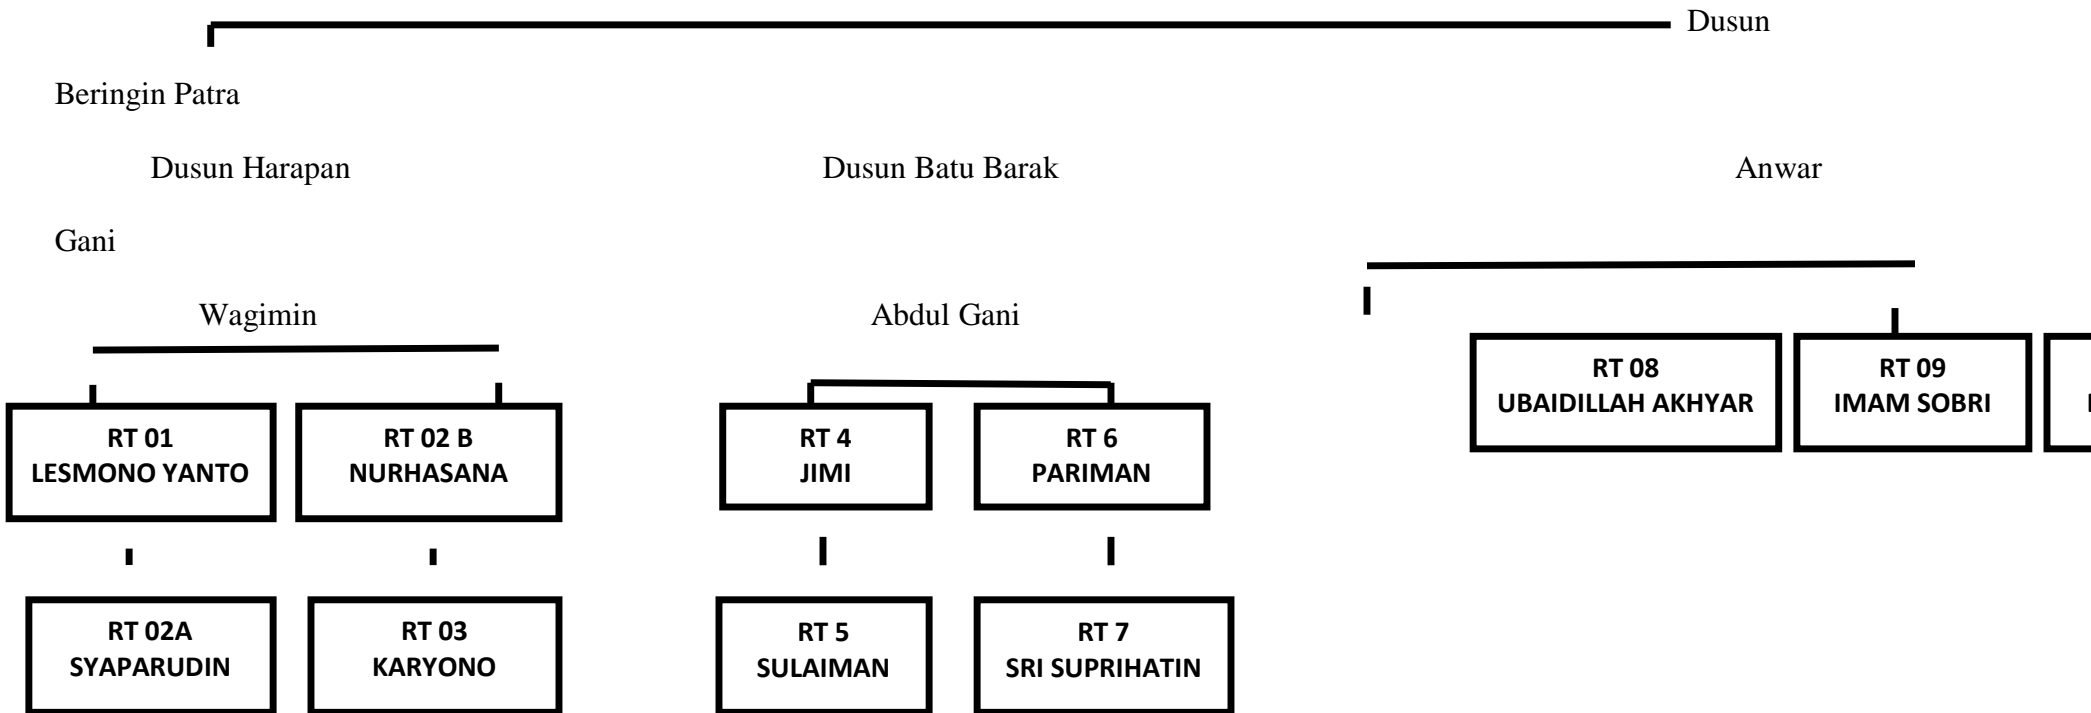 Dusun
Beringin Patra
Dusun Harapan Dusun Batu Barak Anwar
Gani
Wagimin Abdul Gani
RT 08
UBAIDILLAH AKHYAR
RT 09
IMAM SOBRI
RT 01
LESMONO YANTO
RT 02 B
NURHASANA
RT 4
JIMI
RT 6
PARIMAN
RT 02A
SYAPARUDIN
RT 03
KARYONO
RT 5
SULAIMAN
RT 7
SRI SUPRIHATIN